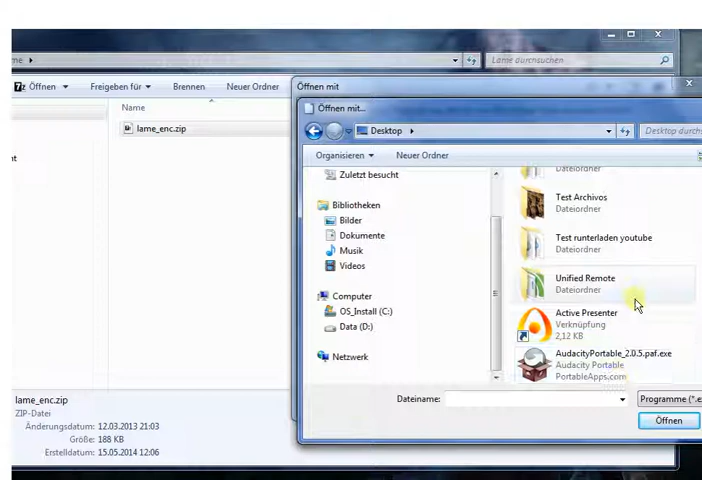 me
Lame durchsuchen
Öffnen
Freigeben für
Brennen
Neuer Ordner
Name
lame_enc.zip
lame_enc.zip
ZIP-Datei
Änderungsdatum: 12.03.2013 21:03
Größe: 188 KB
Erstelldatum: 15.05.2014 12:06
Öffnen mit
Öffnen mit...
Desktop
Desktop durchs
Organisieren
Neuer Ordner
Zuletzt besucht
Bibliotheken
Bilder
Dokumente
Musik
Videos
Computer
OS_Install (C:)
Data (D:)
Netzwerk
Dateiordner
Test Archivos
Dateiordner
Test runterladen youtube
Dateiordner
Unified Remote
Dateiordner
Active Presenter
Verknüpfung
2,12 KB
AudacityPortable_2.0.5.paf.exe
Audacity Portable
PortableApps.com
Dateiname:
Programme (*.e
Öffnen